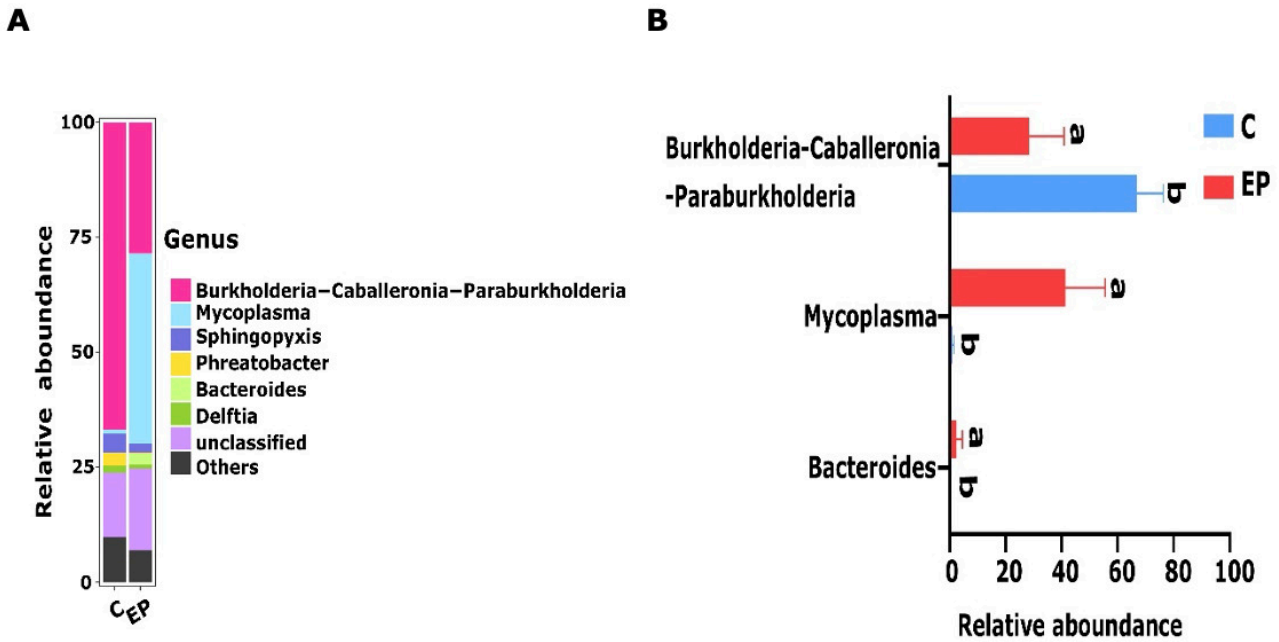 A
100
75
50
25
0
Relative aboundance
C
EP
Genus
Burkholderia−Caballeronia−Paraburkholderia
Mycoplasma
Sphingopyxis
Phreatobacter
Bacteroides
Delftia
unclassified
Others
B
Burkholderia-Caballeronia
-Paraburkholderia
Mycoplasma
Bacteroides
a
b
a
b
a
b
C
EP
0 20 40 60 80 100
Relative aboundance